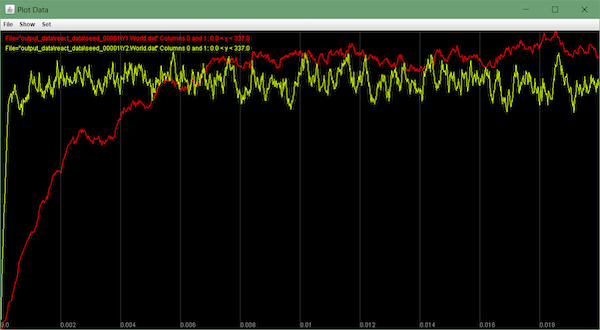 Plot Data
File Show Set
File="output_data\react_data\seed_00001\Y1.World.dat" Columns 0 and 1: 0.0 < y < 337.0
File="output_data\react_data\seed_00001\Y2.World.dat" Columns 0 and 1: 0.0 < y < 337.0
0.0 0.002 0.004 0.006 0.008 0.01 0.012 0.014 0.016 0.018